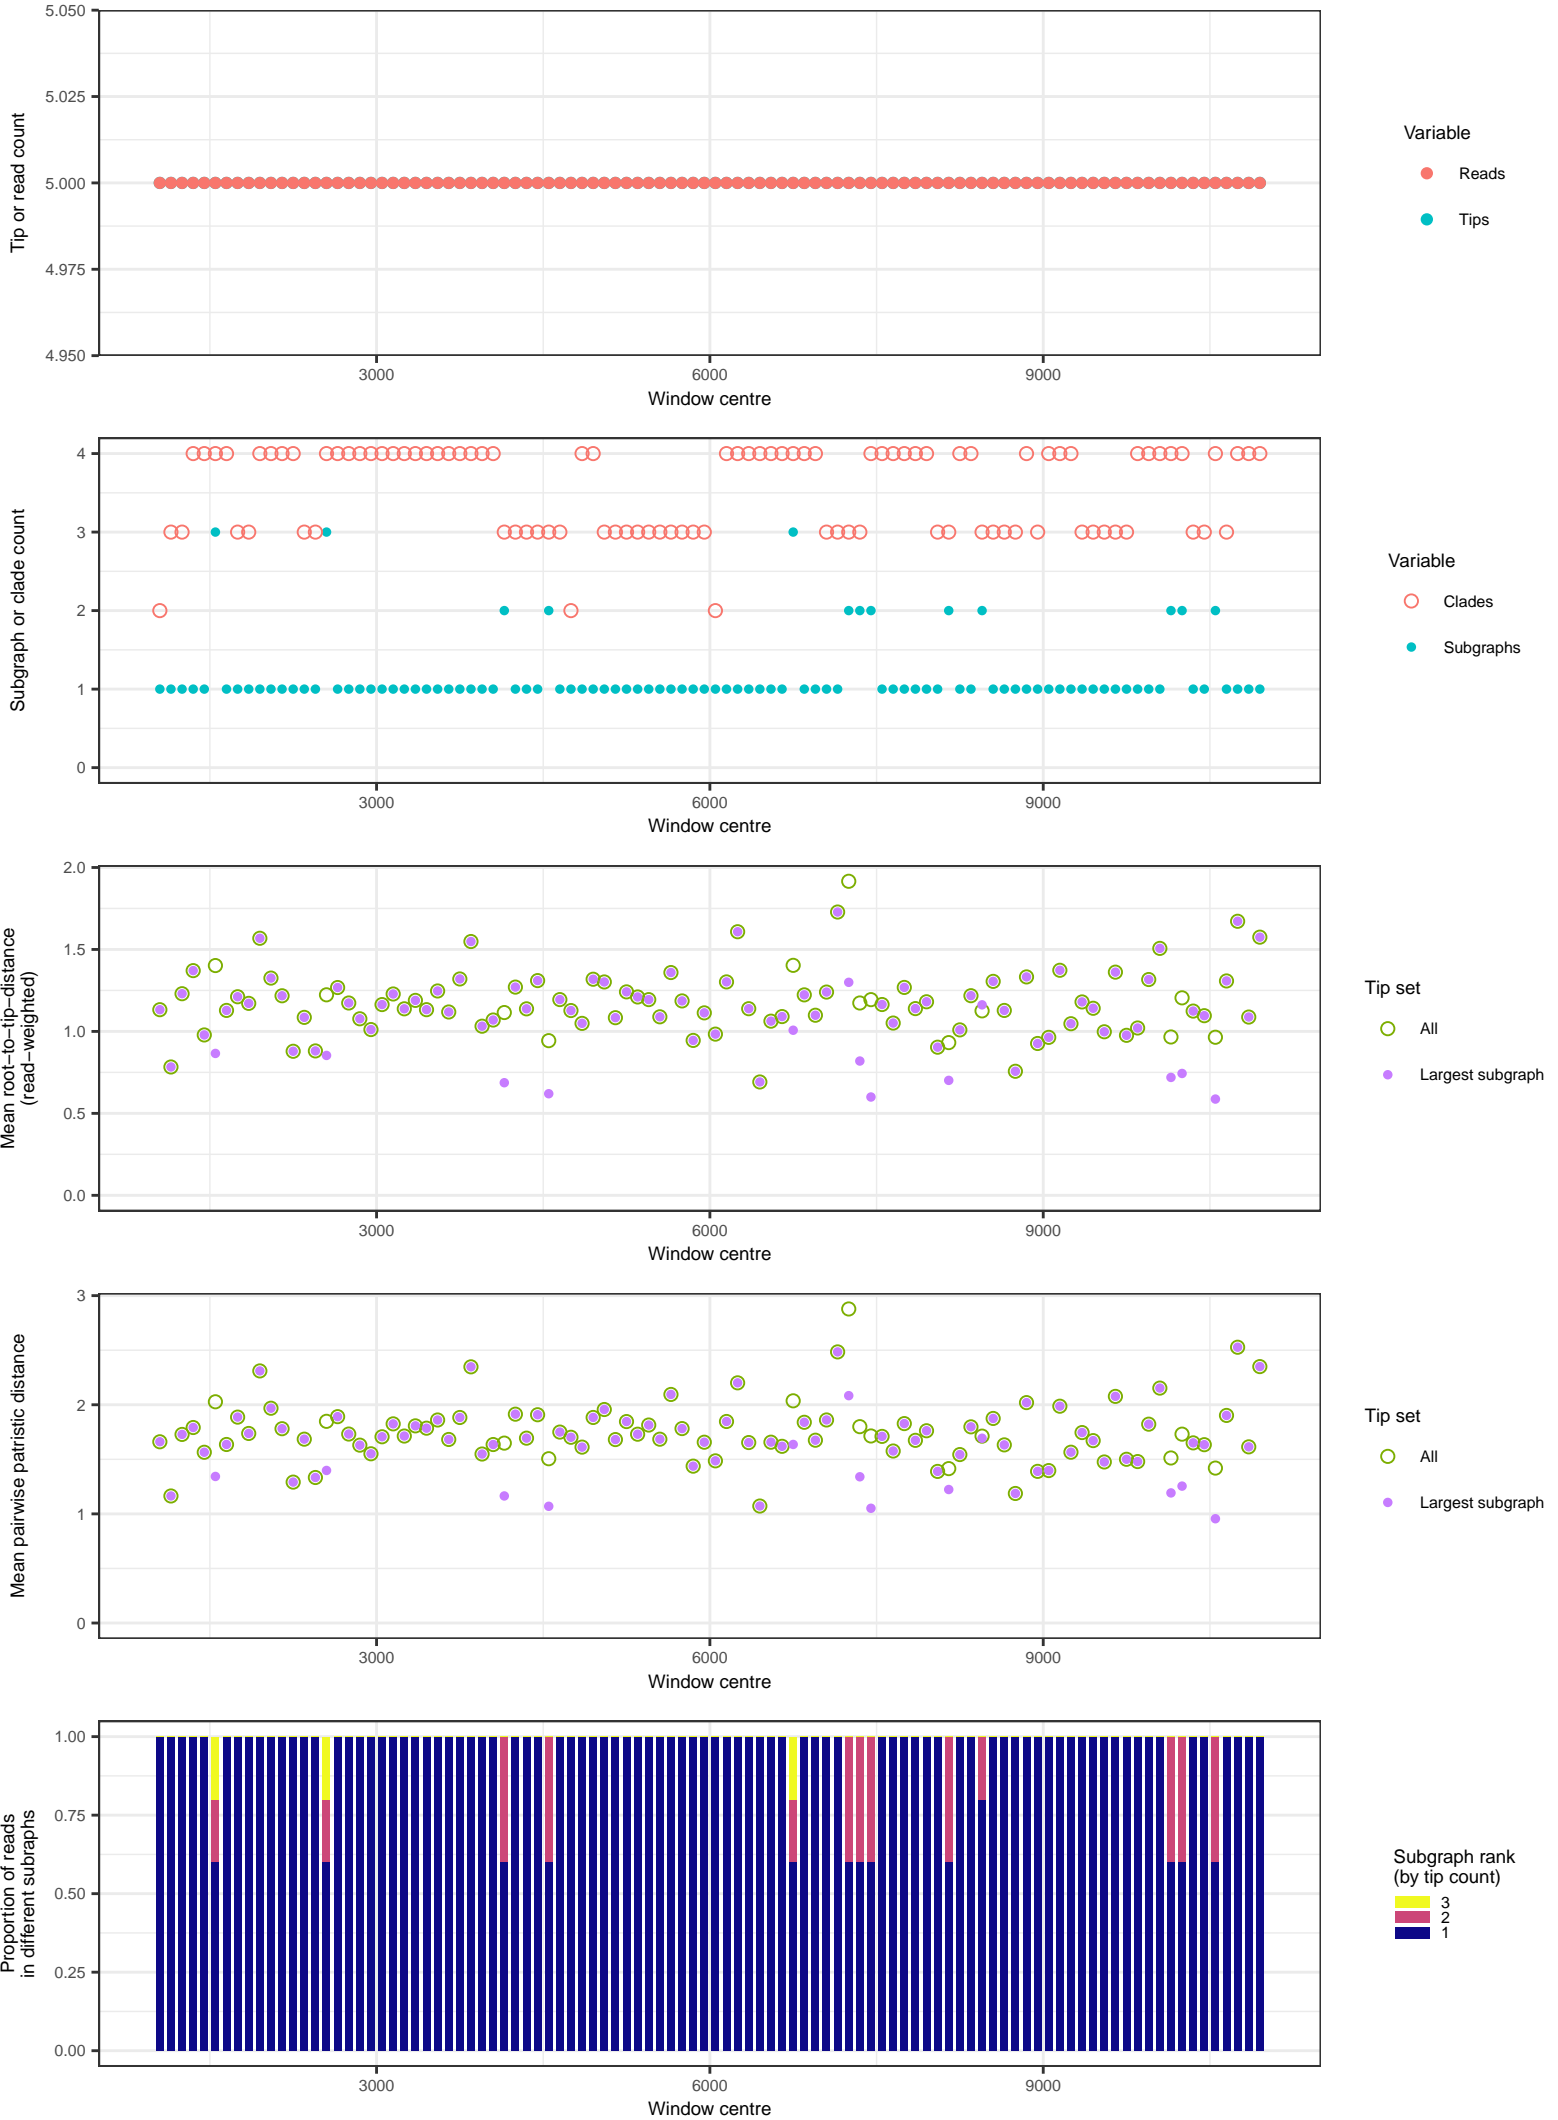 5.050
5.025
5.000
4.975
4.950
Tip or read count
3000
6000
9000
Window centre
Variable
Reads
Tips
4
3
2
1
0
Subgraph or clade count
3000
6000
9000
Window centre
Variable
Clades
Subgraphs
2.0
1.5
1.0
0.5
0.0
Mean root−to−tip−distance
(read−weighted)
3000
6000
9000
Window centre
Tip set
All
Largest subgraph
3
2
1
0
Mean pairwise patristic distance
3000
6000
9000
Window centre
Tip set
All
Largest subgraph
1.00
0.75
0.50
0.25
0.00
Proportion of reads
in different subraphs
3000
6000
9000
Window centre
Subgraph rank
(by tip count)
3
2
1